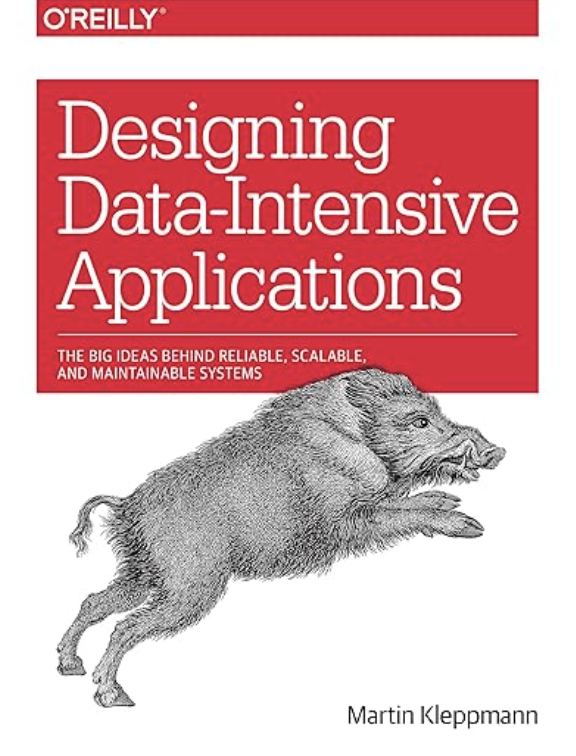 O'REILLY®
Designing
Data-Intensive
Applications
THE BIG IDEAS BEHIND RELIABLE, SCALABLE,
AND MAINTAINABLE SYSTEMS
Martin Kleppmann